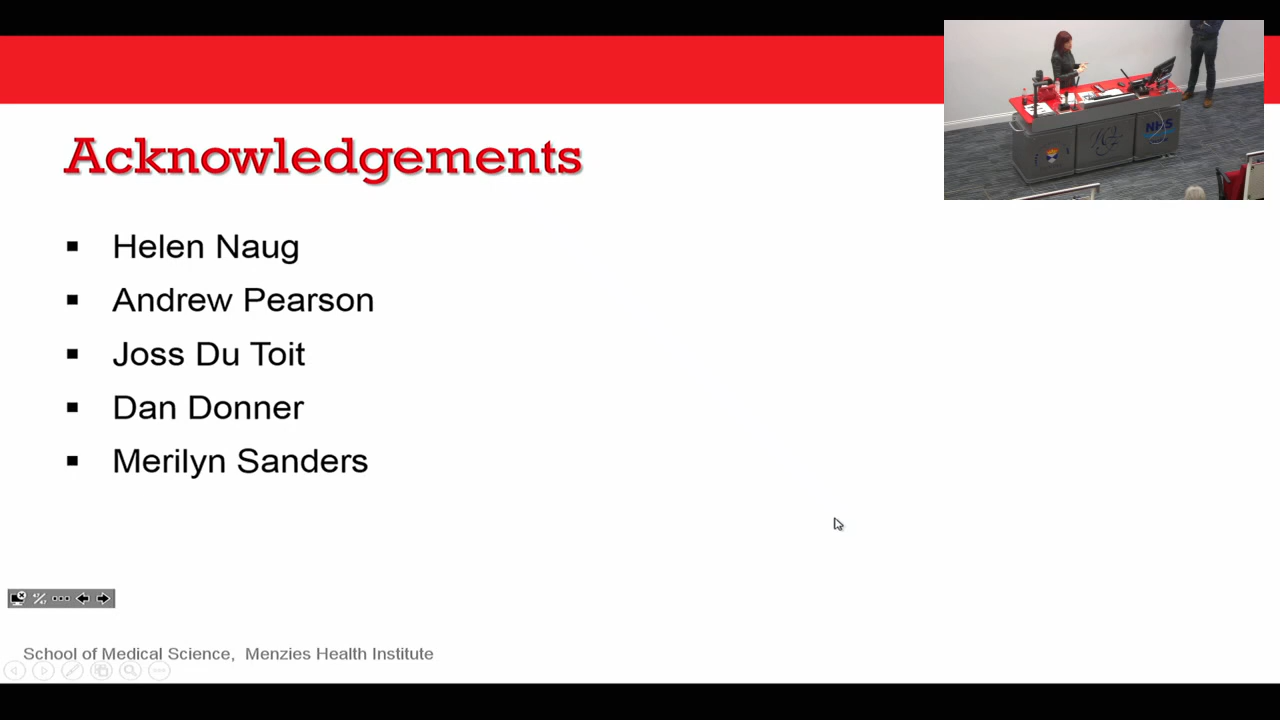 Acknowledgements
Helen Naug
Andrew Pearson
Joss Du Toit
Dan Donner
Merilyn Sanders
School of Medical Science, Menzies Health Institute
NHS